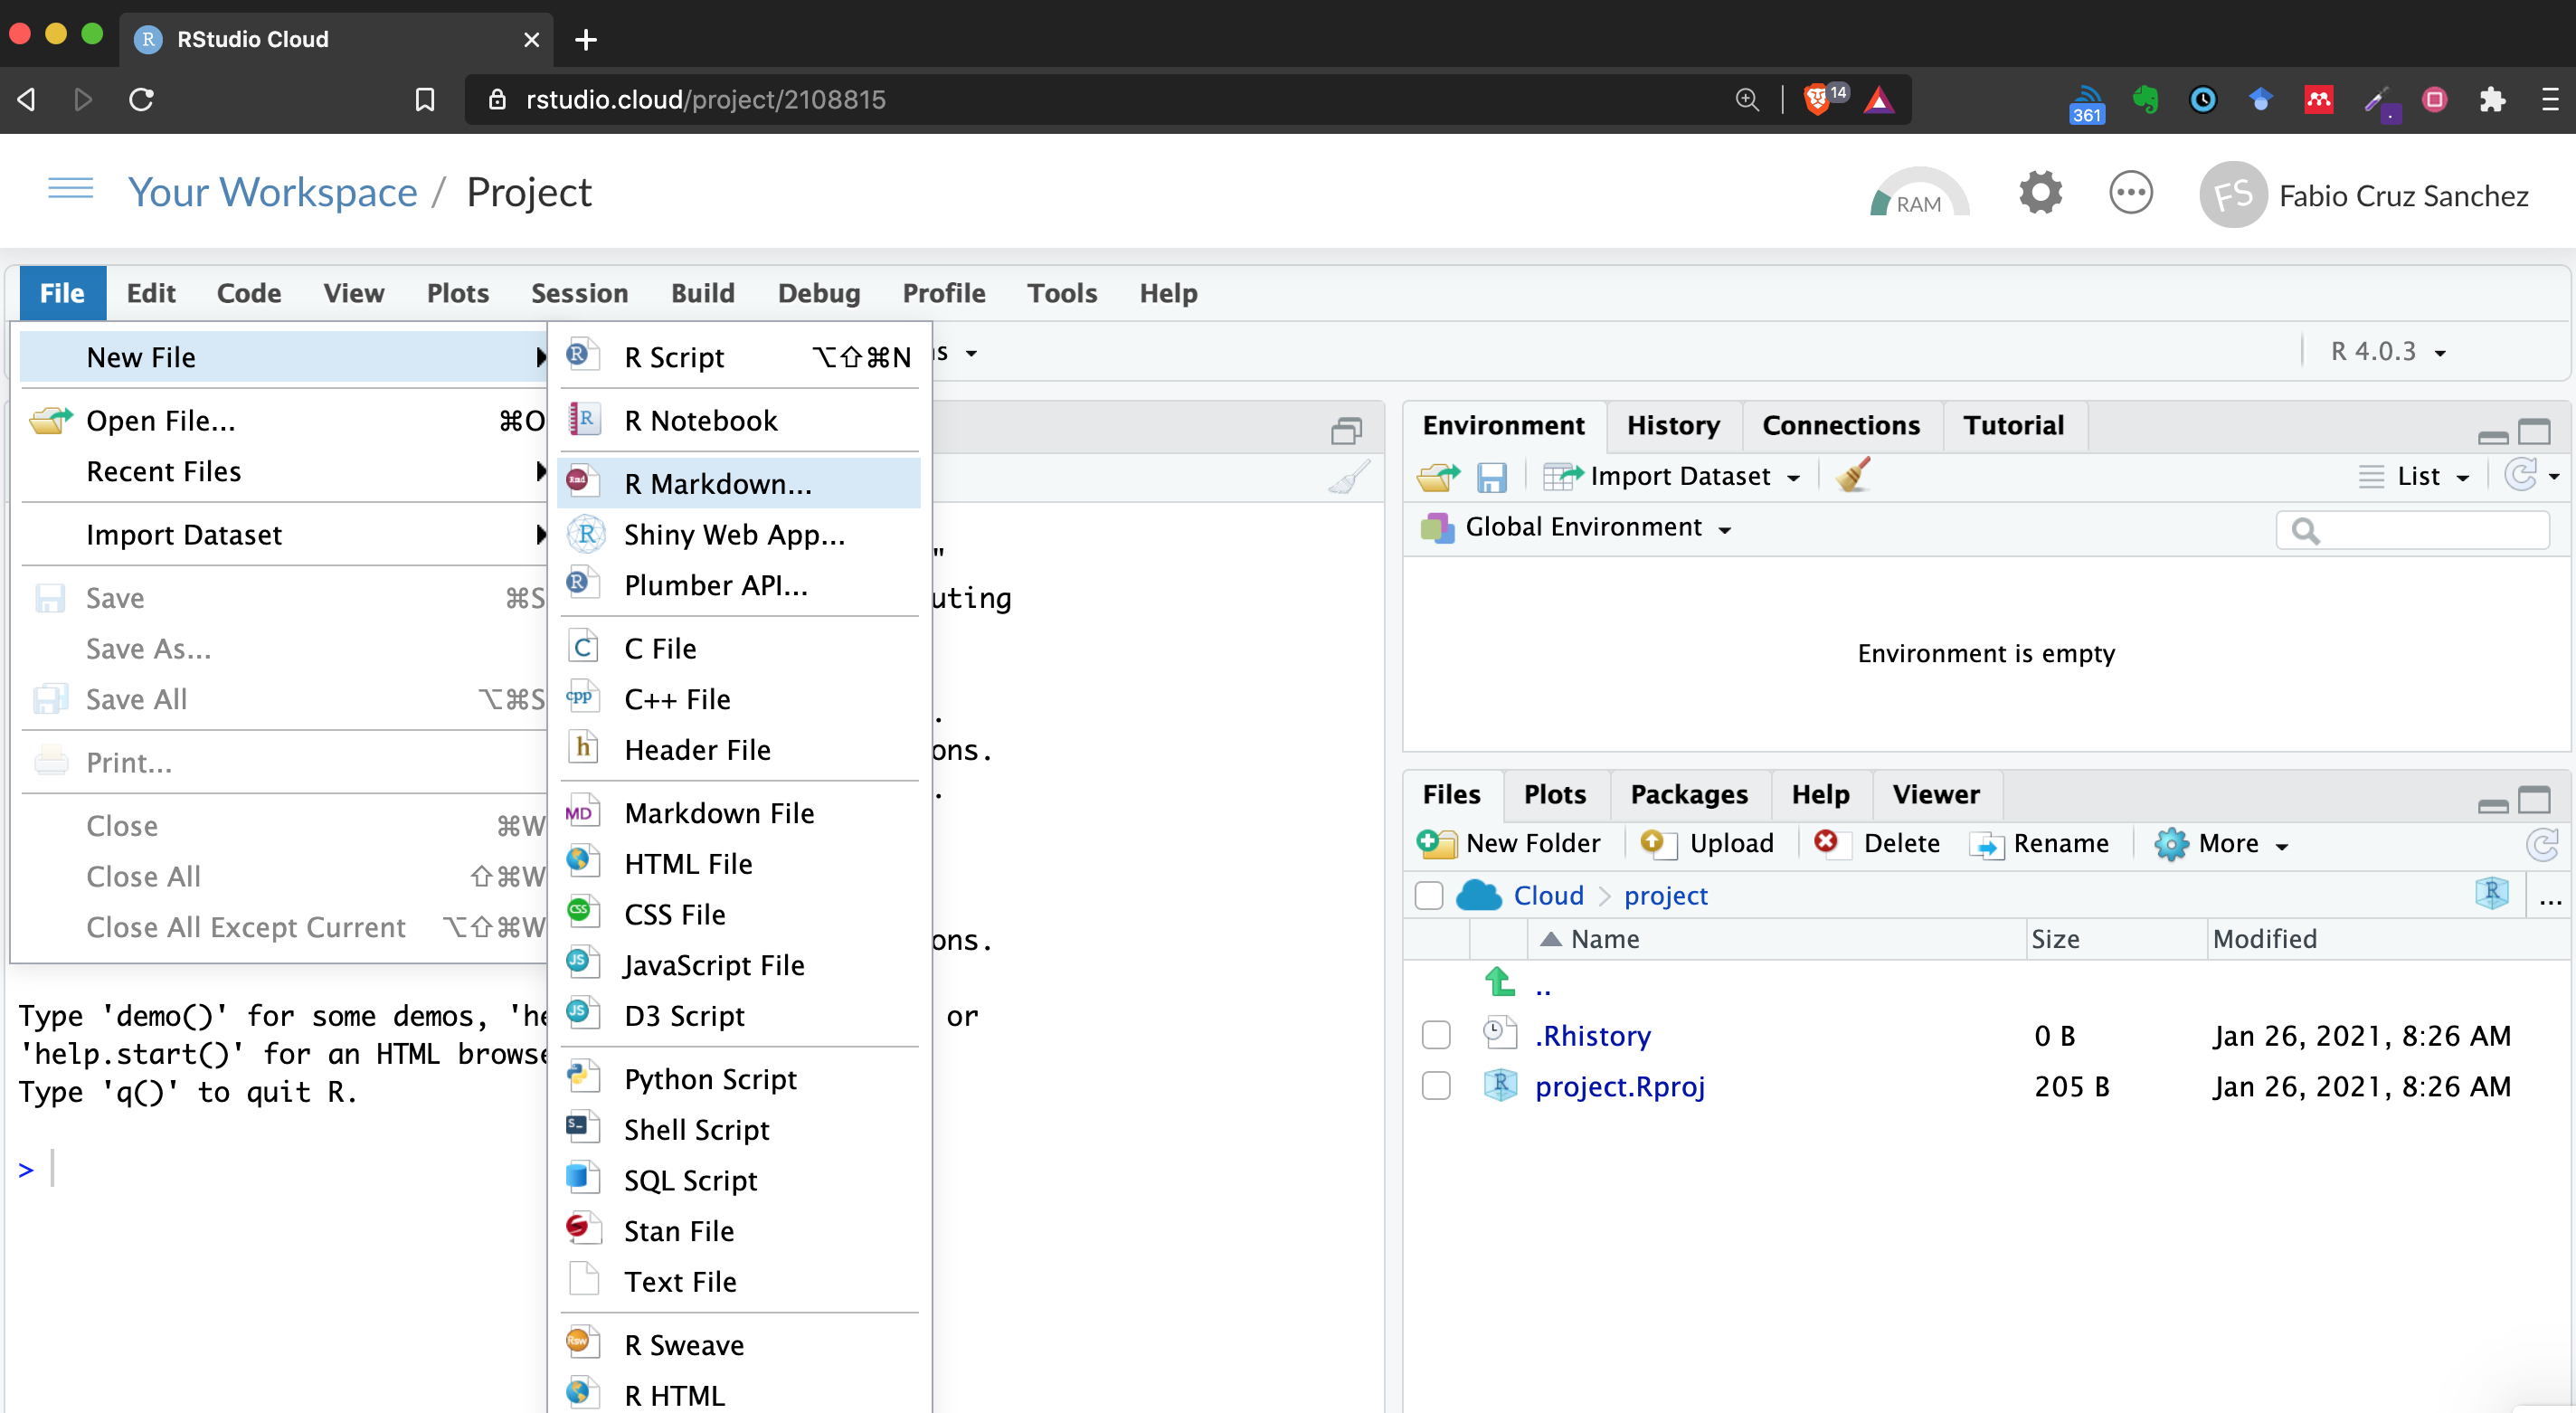 RStudio Cloud
rstudio.cloud/project/2108815
14
361
Your Workspace / Project
RAM
FS
Fabio Cruz Sanchez
File Edit Code View Plots Session Build Debug Profile Tools Help
R 4.0.3
New File
Open File... ⌘O
Recent Files
Import Dataset
Save ⌘S
Save As...
Save All ⌥⌘S
Print...
Close ⌘W
Close All ⇧⌘W
Close All Except Current ⌥⇧⌘W
R Script ⌥⇧⌘N
R Notebook
R Markdown...
Shiny Web App...
Plumber API...
C File
C++ File
Header File
Markdown File
HTML File
CSS File
JavaScript File
D3 Script
Python Script
Shell Script
SQL Script
Stan File
Text File
R Sweave
R HTML
"
uting
.
ons.
.
ons.
Type 'demo()' for some demos, 'he
or
'help.start()' for an HTML browse
Type 'q()' to quit R.
>
Environment History Connections Tutorial
Import Dataset
List
Global Environment
Environment is empty
Files Plots Packages Help Viewer
New Folder Upload Delete Rename More
Cloud > project
...
Name Size Modified
..
.Rhistory 0 B Jan 26, 2021, 8:26 AM
project.Rproj 205 B Jan 26, 2021, 8:26 AM